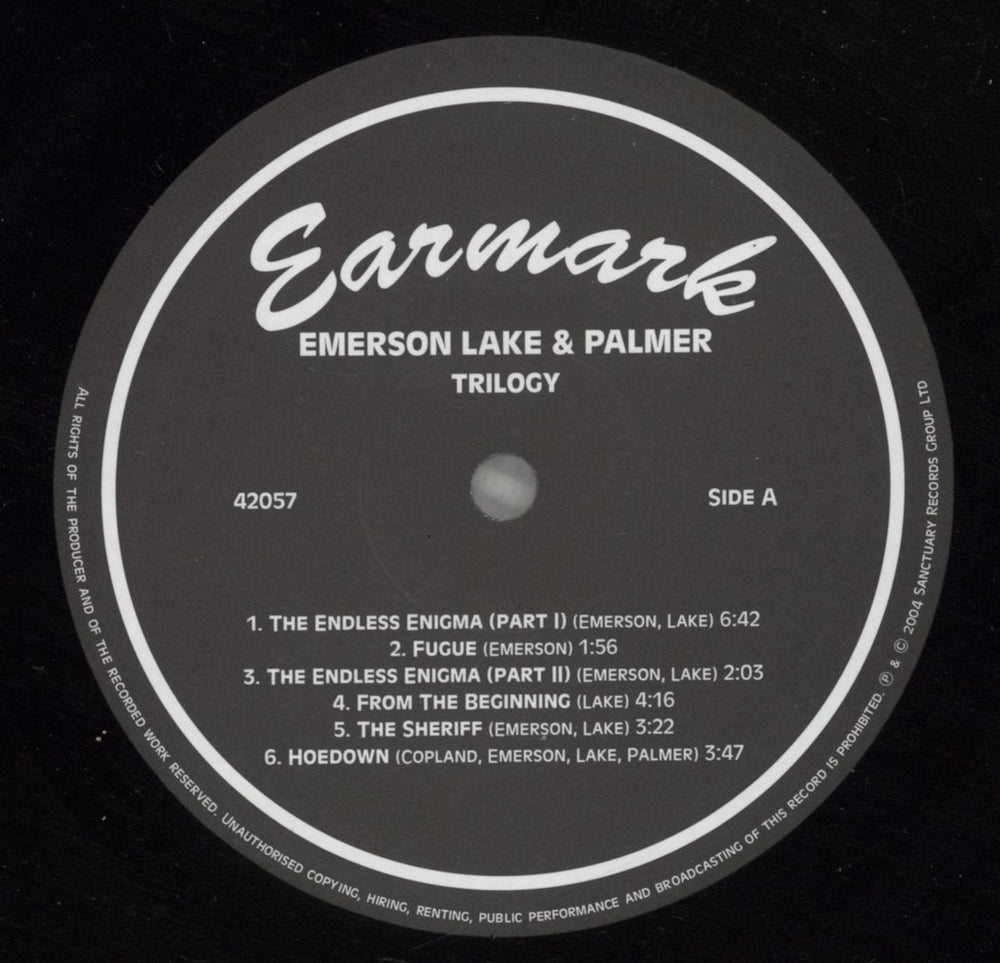 Earmark
EMERSON LAKE & PALMER
TRILOGY
42057
SIDE A
1. THE ENDLESS ENIGMA (PART I) (EMERSON, LAKE) 6:42
2. FUGUE (EMERSON) 1:56
3. THE ENDLESS ENIGMA (PART II) (EMERSON, LAKE) 2:03
4. FROM THE BEGINNING (LAKE) 4:16
5. THE SHERIFF (EMERSON, LAKE) 3:22
6. HOEDOWN (COPLAND, EMERSON, LAKE, PALMER) 3:47
ALL RIGHTS OF THE PRODUCER AND OF THE RECORDED WORK RESERVED. UNAUTHORISED COPYING, HIRING, RENTING, PUBLIC PERFORMANCE AND BROADCASTING OF THIS RECORD IS PROHIBITED. ℗ & © 2004 SANCTUARY RECORDS GROUP LTD